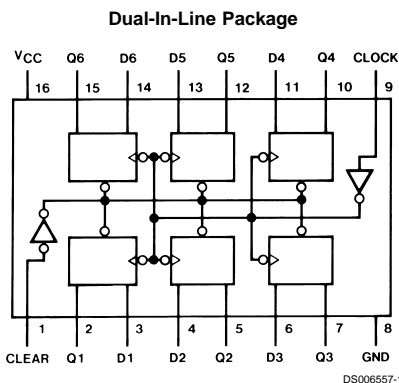 Dual-In-Line Package
VCC Q6 D6 D5 Q5 D4 Q4 CLOCK
16 15 14 13 12 11 10 9
1 2 3 4 5 6 7 8
CLEAR Q1 D1 D2 Q2 D3 Q3 GND